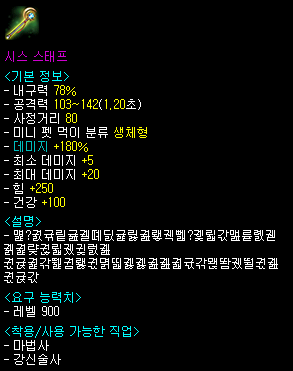 시스 스태프
<기본 정보>
- 내구력 78%
- 공격력 103~142(1,20초)
- 사정거리 80
- 미니 펫 먹이 분류 생체형
- 데미지 +180%
- 최소 데미지 +5
- 최대 데미지 +20
- 힘 +250
- 건강 +100
<설명>
<요구 능력치>
- 레벨 900
<착용/사용 가능한 직업>
- 마법사
- 강신술사